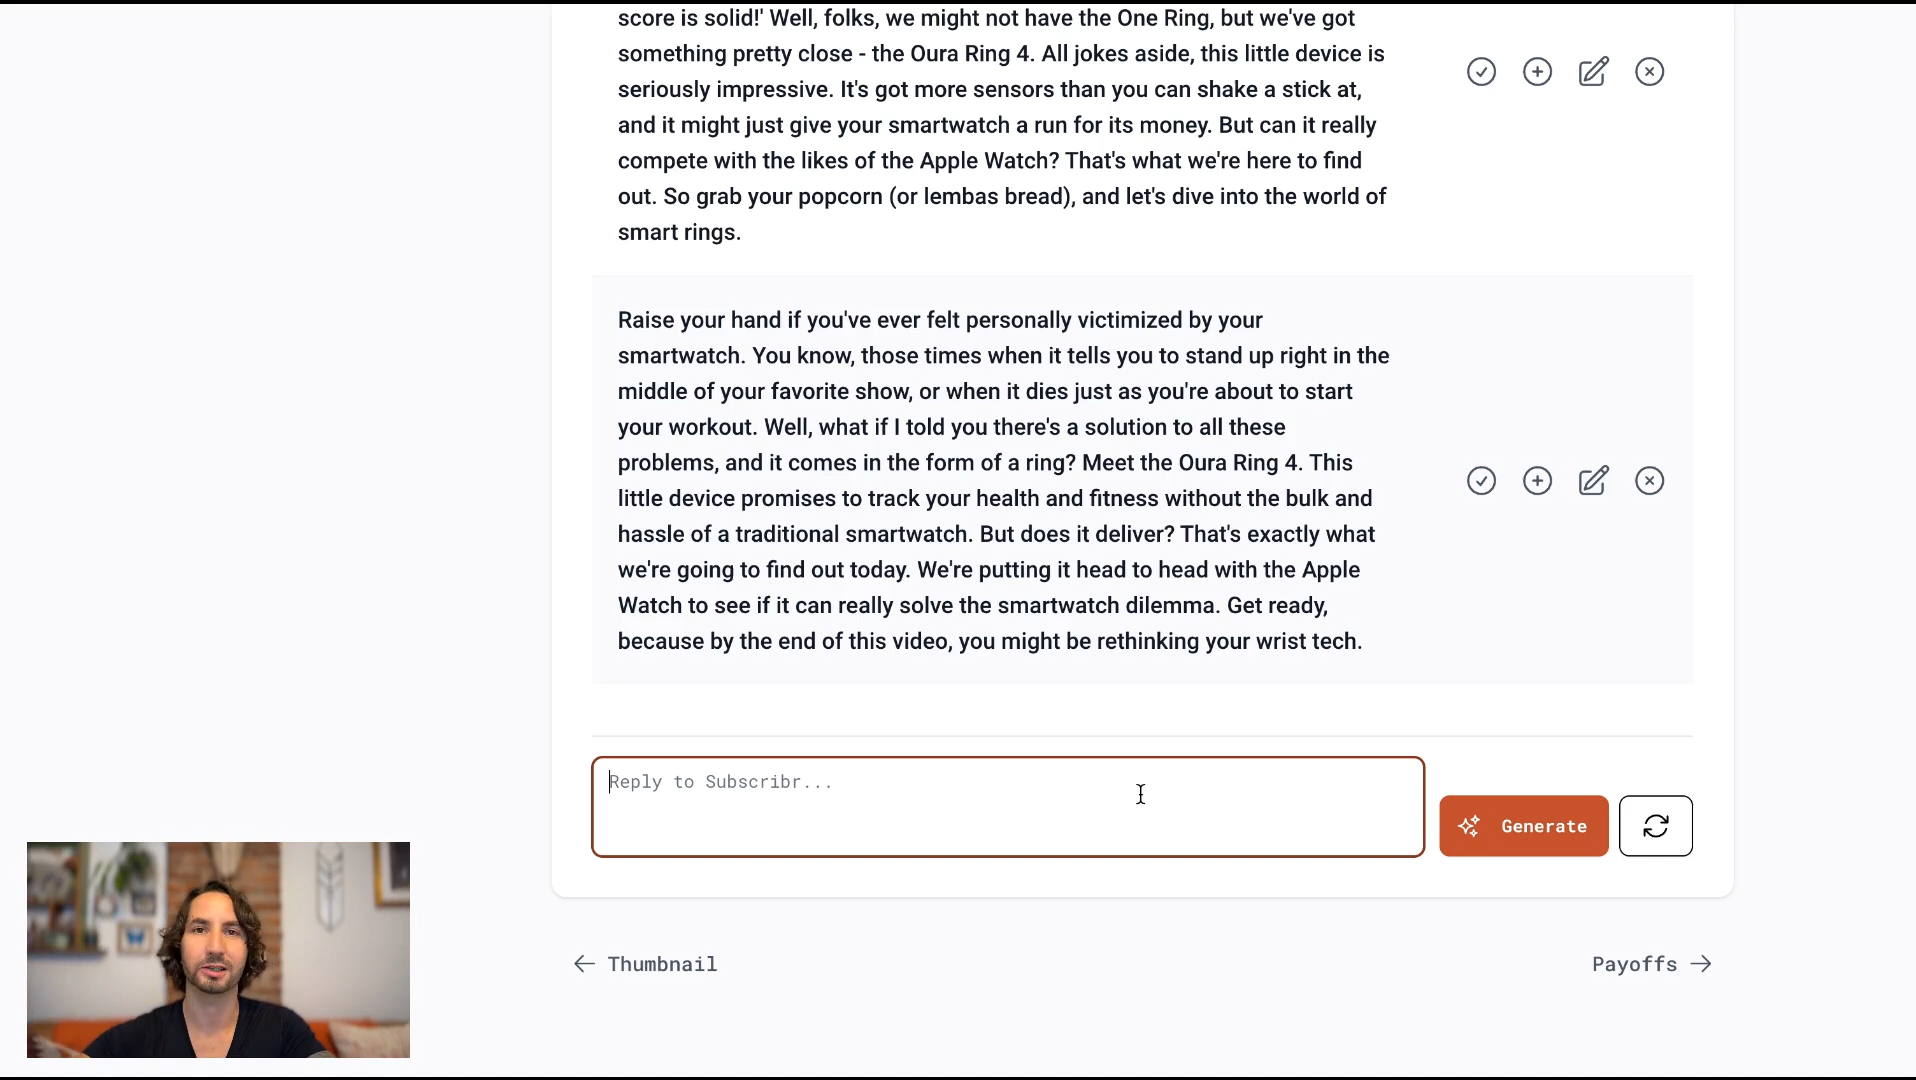 score is solid!' Well, folks, we might not have the One Ring, but we've got
something pretty close - the Oura Ring 4. All jokes aside, this little device is
seriously impressive. It's got more sensors than you can shake a stick at,
and it might just give your smartwatch a run for its money. But can it really
compete with the likes of the Apple Watch? That's what we're here to find
out. So grab your popcorn (or lembas bread), and let's dive into the world of
smart rings.
Raise your hand if you've ever felt personally victimized by your
smartwatch. You know, those times when it tells you to stand up right in the
middle of your favorite show, or when it dies just as you're about to start
your workout. Well, what if I told you there's a solution to all these
problems, and it comes in the form of a ring? Meet the Oura Ring 4. This
little device promises to track your health and fitness without the bulk and
hassle of a traditional smartwatch. But does it deliver? That's exactly what
we're going to find out today. We're putting it head to head with the Apple
Watch to see if it can really solve the smartwatch dilemma. Get ready,
because by the end of this video, you might be rethinking your wrist tech.
Reply to Subscribr...
Generate
Thumbnail
Payoffs